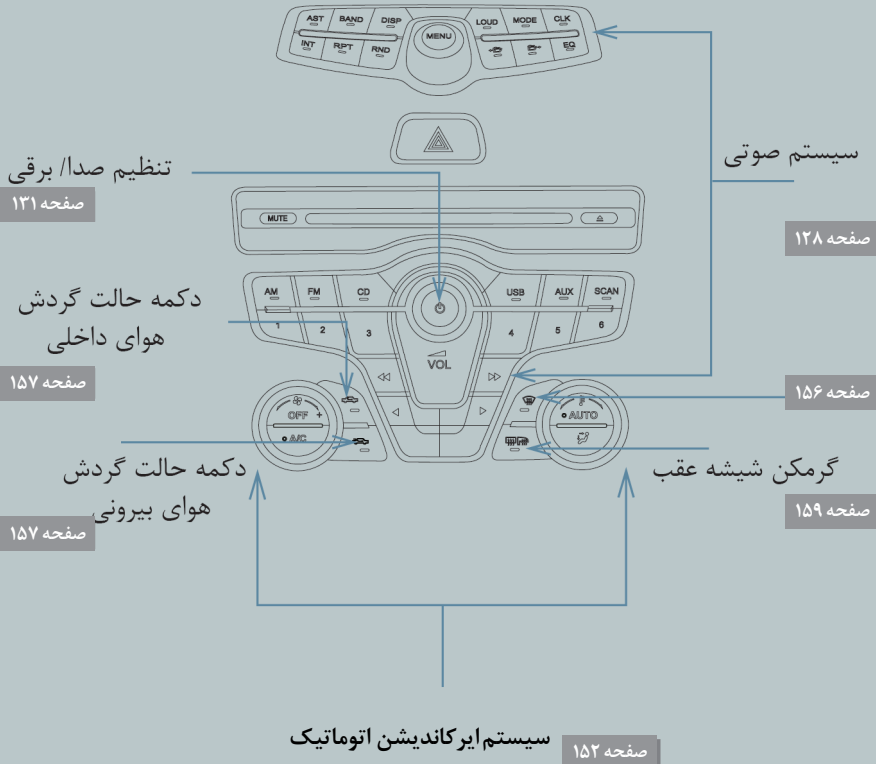 AST BAND DISP
INT RPT RND
MENU
LOUD MODE CLK
EQ
سیستم صوتی
صفحه ۱۲۸
تنظیم صدا/ برقی
صفحه ۱۳۱
MUTE
AM FM CD
1 2 3
VOL
USB AUX SCAN
4 5 6
دکمه حالت گردش
هوای داخلی
صفحه ۱۵۷
صفحه ۱۵۶
OFF +
A/C
AUTO
دکمه حالت گردش
هوای بیرونی
صفحه ۱۵۷
گرمکن شیشه عقب
صفحه ۱۵۹
سیستم ایرکاندیشن اتوماتیک
صفحه ۱۵۲